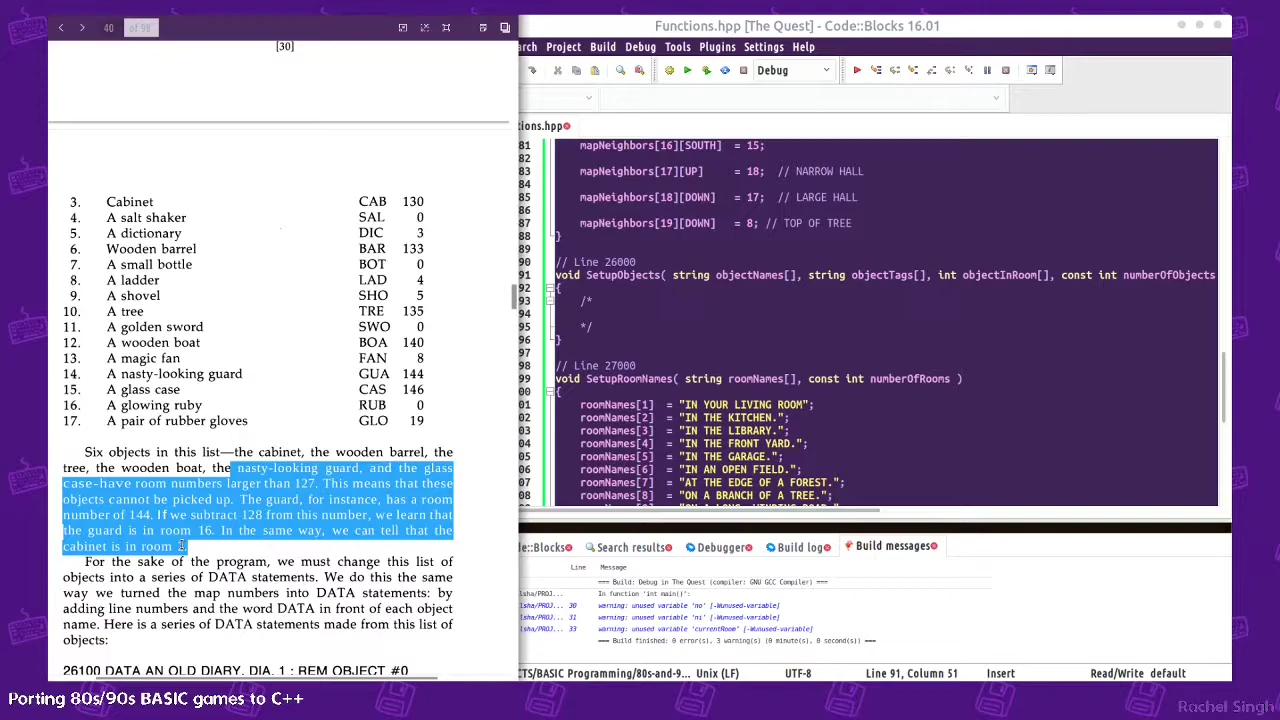 40 of 98
Functions.hpp [The Quest] - Code::Blocks 16.01
arch Project Build Debug Tools Plugins Settings Help
Debug
[30]
tions.hpp
3. Cabinet CAB 130
4. A salt shaker SAL 0
5. A dictionary DIC 3
6. Wooden barrel BAR 133
7. A small bottle BOT 0
8. A ladder LAD 4
9. A shovel SHO 5
10. A tree TRE 135
11. A golden sword SWO 0
12. A wooden boat BOA 140
13. A magic fan FAN 8
14. A nasty-looking guard GUA 144
15. A glass case CAS 146
16. A glowing ruby RUB 0
17. A pair of rubber gloves GLO 19
Six objects in this list—the cabinet, the wooden barrel, the
tree, the wooden boat, the nasty-looking guard, and the glass
case-have room numbers larger than 127. This means that these
objects cannot be picked up. The guard, for instance, has a room
number of 144. If we subtract 128 from this number, we learn that
the guard is in room 16. In the same way, we can tell that the
cabinet is in room
For the sake of the program, we must change this list of
objects into a series of DATA statements. We do this the same
way we turned the map numbers into DATA statements: by
adding line numbers and the word DATA in front of each object
name. Here is a series of DATA statements made from this list of
objects:
26100 DATA AN OLD DIARY, DIA, 1 : REM OBJECT #0
81 mapNeighbors[16][SOUTH] = 15;
82
83 mapNeighbors[17][UP] = 18; // NARROW HALL
84
85 mapNeighbors[18][DOWN] = 17; // LARGE HALL
86
87 mapNeighbors[19][DOWN] = 8; // TOP OF TREE
88 }
89
90 // Line 26000
91 void SetupObjects( string objectNames[], string objectTags[], int objectInRoom[], const int numberOfObjects
92 {
93 /*
94
95 */
96 }
97
98 // Line 27000
99 void SetupRoomNames( string roomNames[], const int numberOfRooms )
00 {
01 roomNames[1] = "IN YOUR LIVING ROOM";
02 roomNames[2] = "IN THE KITCHEN.";
03 roomNames[3] = "IN THE LIBRARY.";
04 roomNames[4] = "IN THE FRONT YARD.";
05 roomNames[5] = "IN THE GARAGE.";
06 roomNames[6] = "IN AN OPEN FIELD.";
07 roomNames[7] = "AT THE EDGE OF A FOREST.";
08 roomNames[8] = "ON A BRANCH OF A TREE.";
de::Blocks Search results Debugger Build log Build messages
Line Message
=== Build: Debug in The Quest (compiler: GNU GCC Compiler) ===
lsha/PROJ... In function 'int main()':
lsha/PROJ... 30 warning: unused variable 'no' [-Wunused-variable]
lsha/PROJ... 31 warning: unused variable 'ni' [-Wunused-variable]
lsha/PROJ... 33 warning: unused variable 'currentRoom' [-Wunused-variable]
=== Build finished: 0 error(s), 3 warning(s) (0 minute(s), 0 second(s)) ===
CTS/BASIC Programming/80s-and-9... Unix (LF) UTF-8 Line 91, Column 51 Insert Read/Write default
Porting 80s/90s BASIC games to C++
Rachel Singh